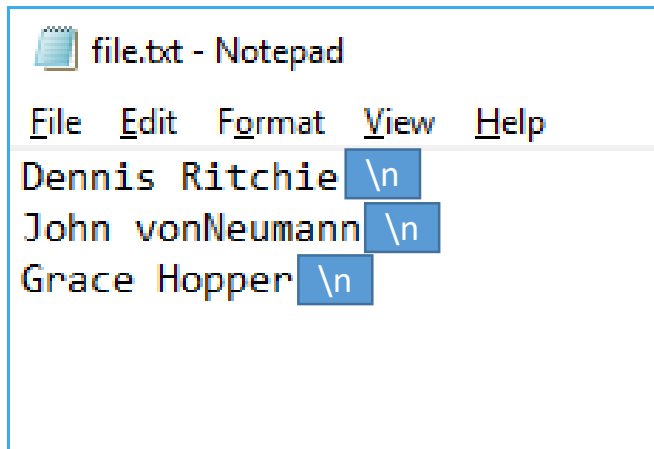 file.txt - Notepad
File Edit Format View Help
Dennis Ritchie \n
John vonNeumann \n
Grace Hopper \n